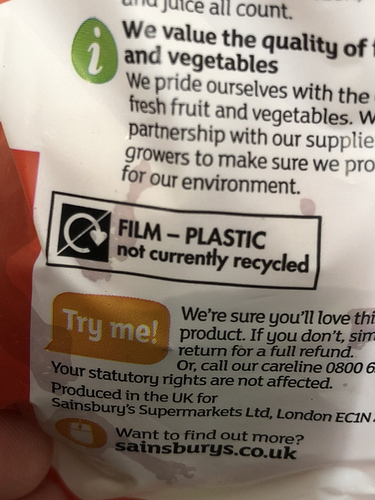 and juice all count.
i
We value the quality of
and vegetables
We pride ourselves with the
fresh fruit and vegetables. W
partnership with our supplie
growers to make sure we pro
for our environment.
FILM – PLASTIC
not currently recycled
Try me!
We're sure you'll love thi
product. If you don't, sim
return for a full refund.
Or, call our careline 0800 6
Your statutory rights are not affected.
Produced in the UK for
Sainsbury's Supermarkets Ltd, London EC1N
Want to find out more?
sainsburys.co.uk